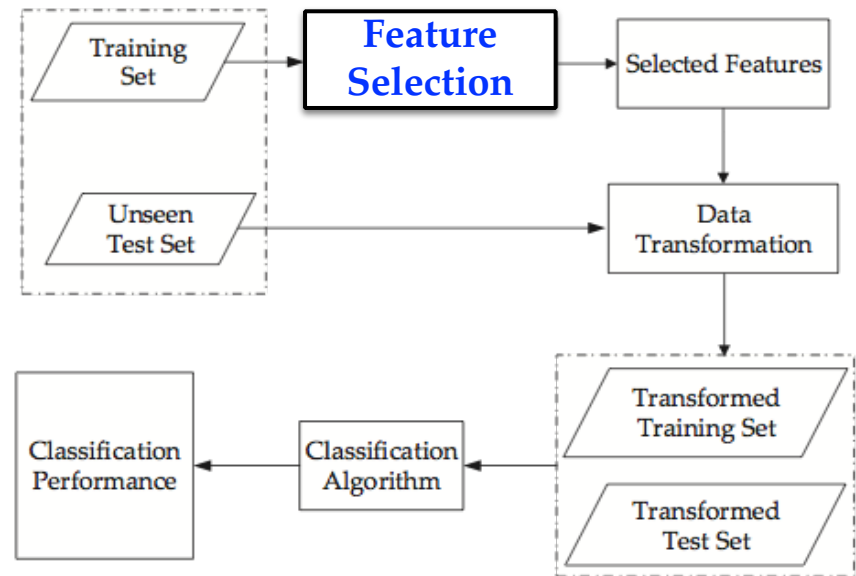 Training
Set
Feature
Selection
Selected Features
Unseen
Test Set
Data
Transformation
Transformed
Training Set
Classification
Performance
Classification
Algorithm
Transformed
Test Set